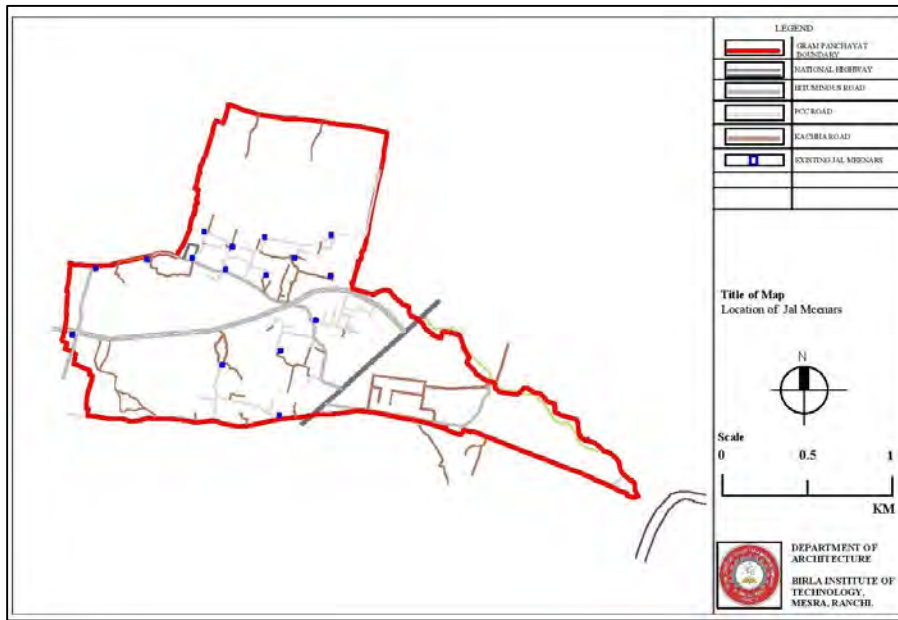 LEGEND
GRAM PANCHAYAT
BOUNDARY
NATIONAL HIGHWAY
BITUMINOUS ROAD
PCC ROAD
KACHHA ROAD
EXISTING JAL MEENARS
Title of Map
Location of Jal Meenars
N
Scale
0 0.5 1
KM
DEPARTMENT OF
ARCHITECTURE
BIRLA INSTITUTE OF
TECHNOLOGY,
MESRA, RANCHI.